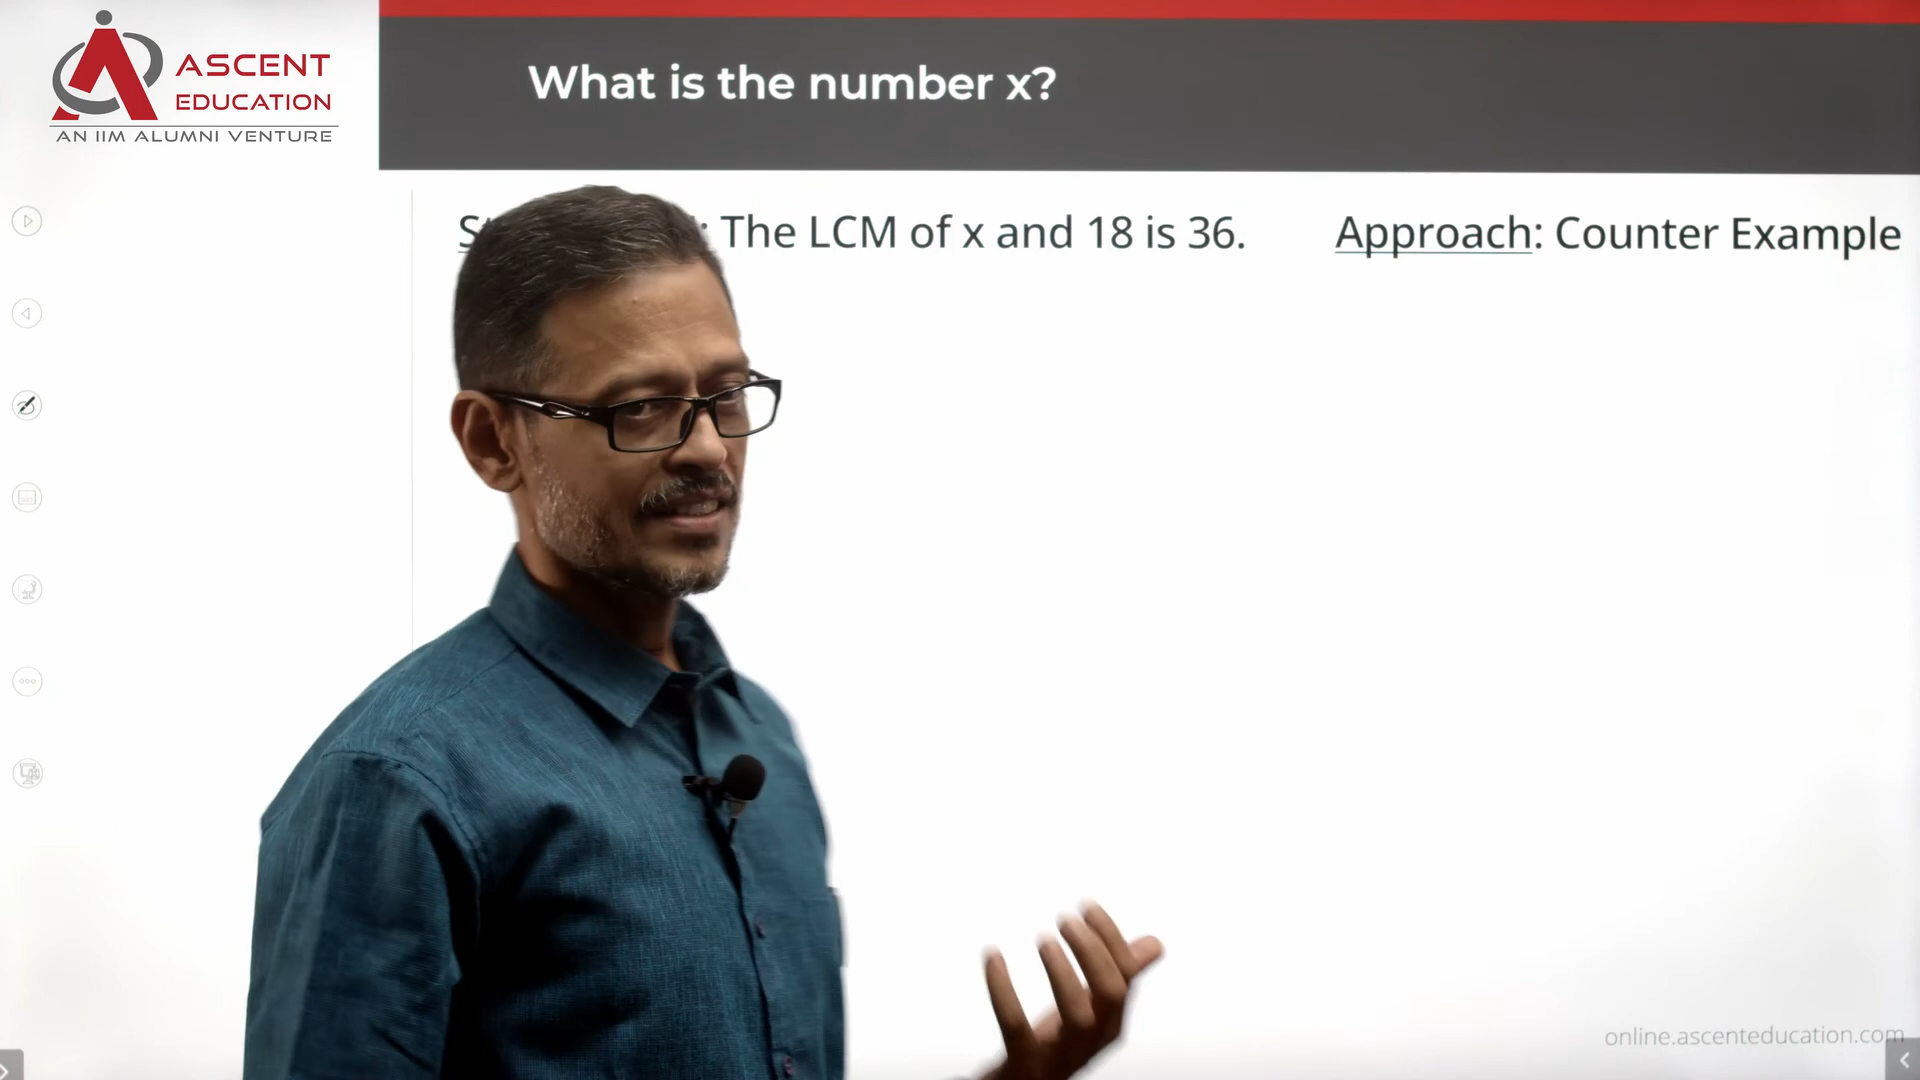 ASCENT
EDUCATION
AN IIM ALUMNI VENTURE
What is the number x?
: The LCM of x and 18 is 36.
Approach: Counter Example
online.ascenteducation.com